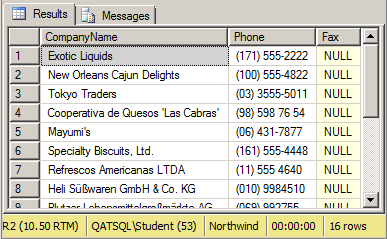 Results Messages
CompanyName Phone Fax
1 Exotic Liquids (171) 555-2222 NULL
2 New Orleans Cajun Delights (100) 555-4822 NULL
3 Tokyo Traders (03) 3555-5011 NULL
4 Cooperativa de Quesos 'Las Cabras' (98) 598 76 54 NULL
5 Mayumi's (06) 431-7877 NULL
6 Specialty Biscuits, Ltd. (161) 555-4448 NULL
7 Refrescos Americanas LTDA (11) 555 4640 NULL
8 Heli Süßwaren GmbH & Co. KG (010) 9984510 NULL
9 Plutzer Lebensmittelgroßmärkte AG (069) 992755 NULL
R2 (10.50 RTM) QATSQL\Student (53) Northwind 00:00:00 16 rows